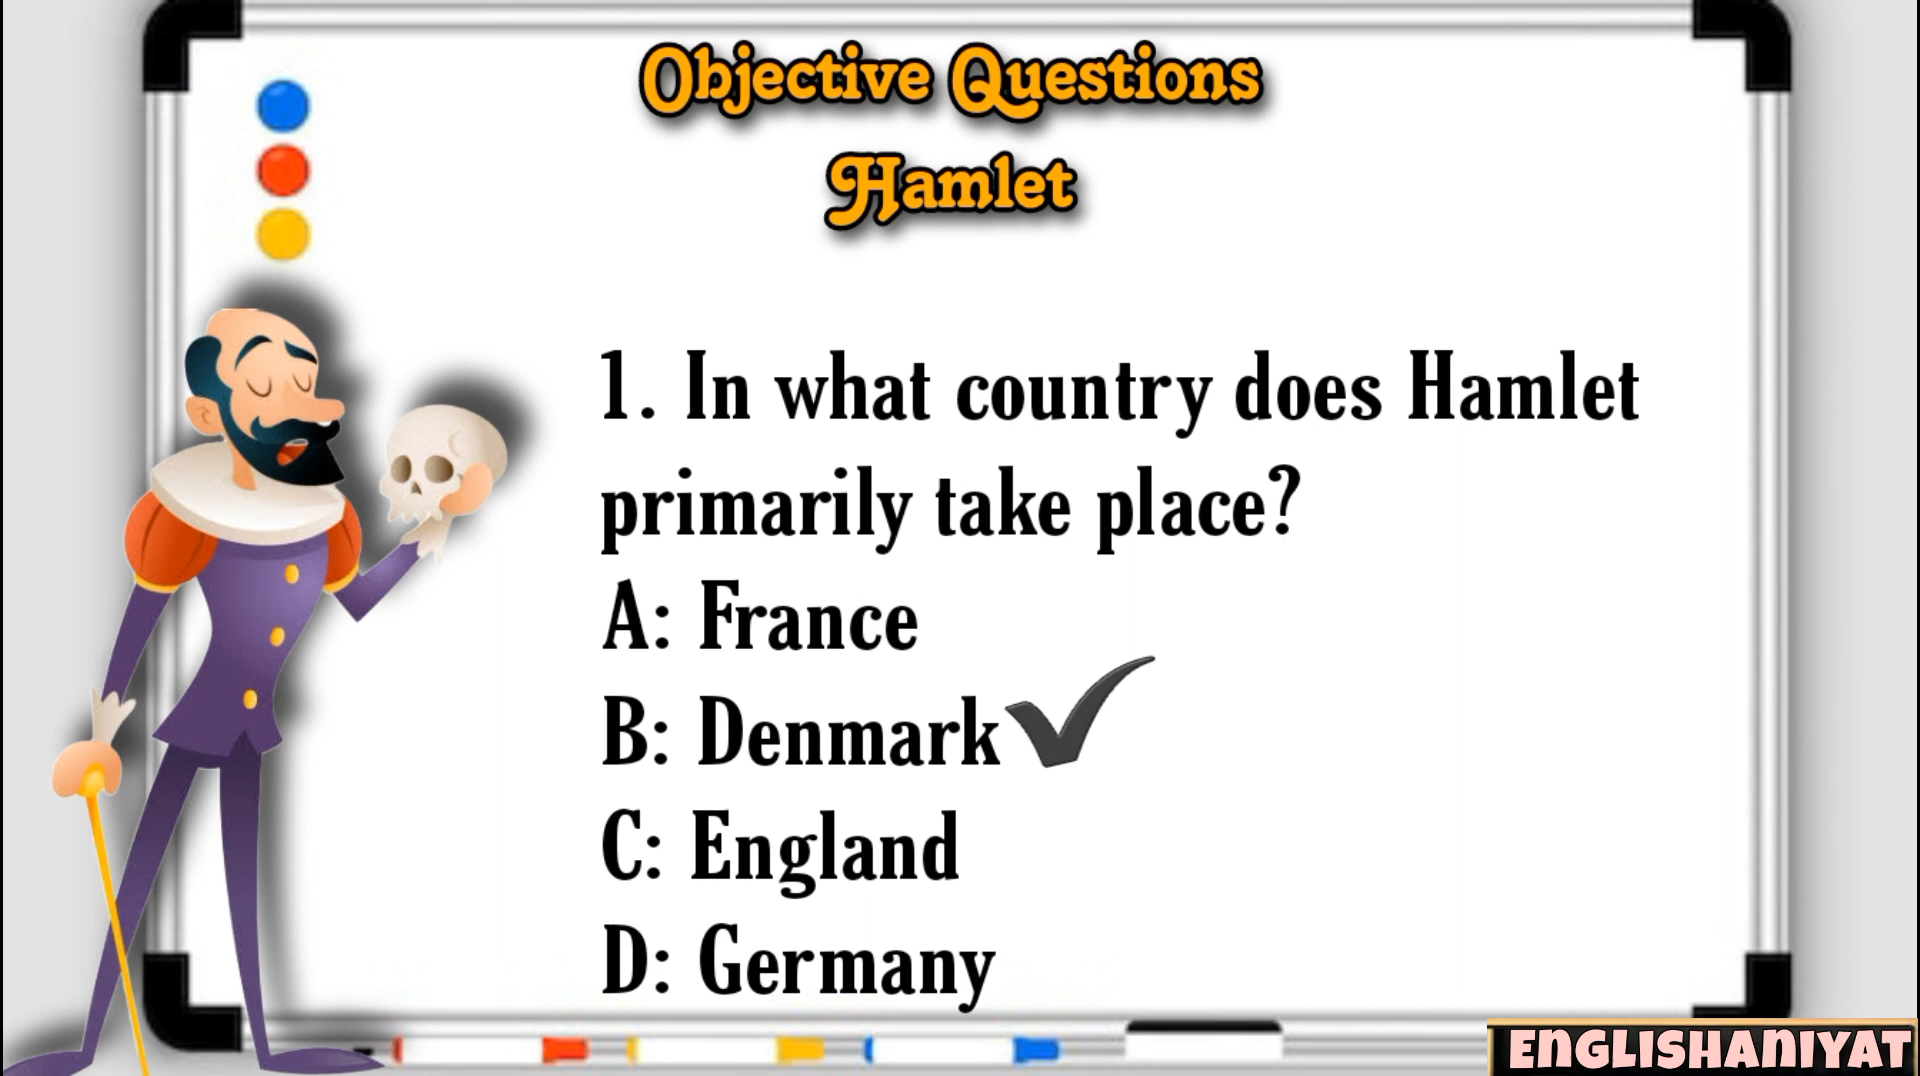 Objective Questions
Hamlet
1. In what country does Hamlet
primarily take place?
A: France
B: Denmark
C: England
D: Germany
ENGLISHANIYAT